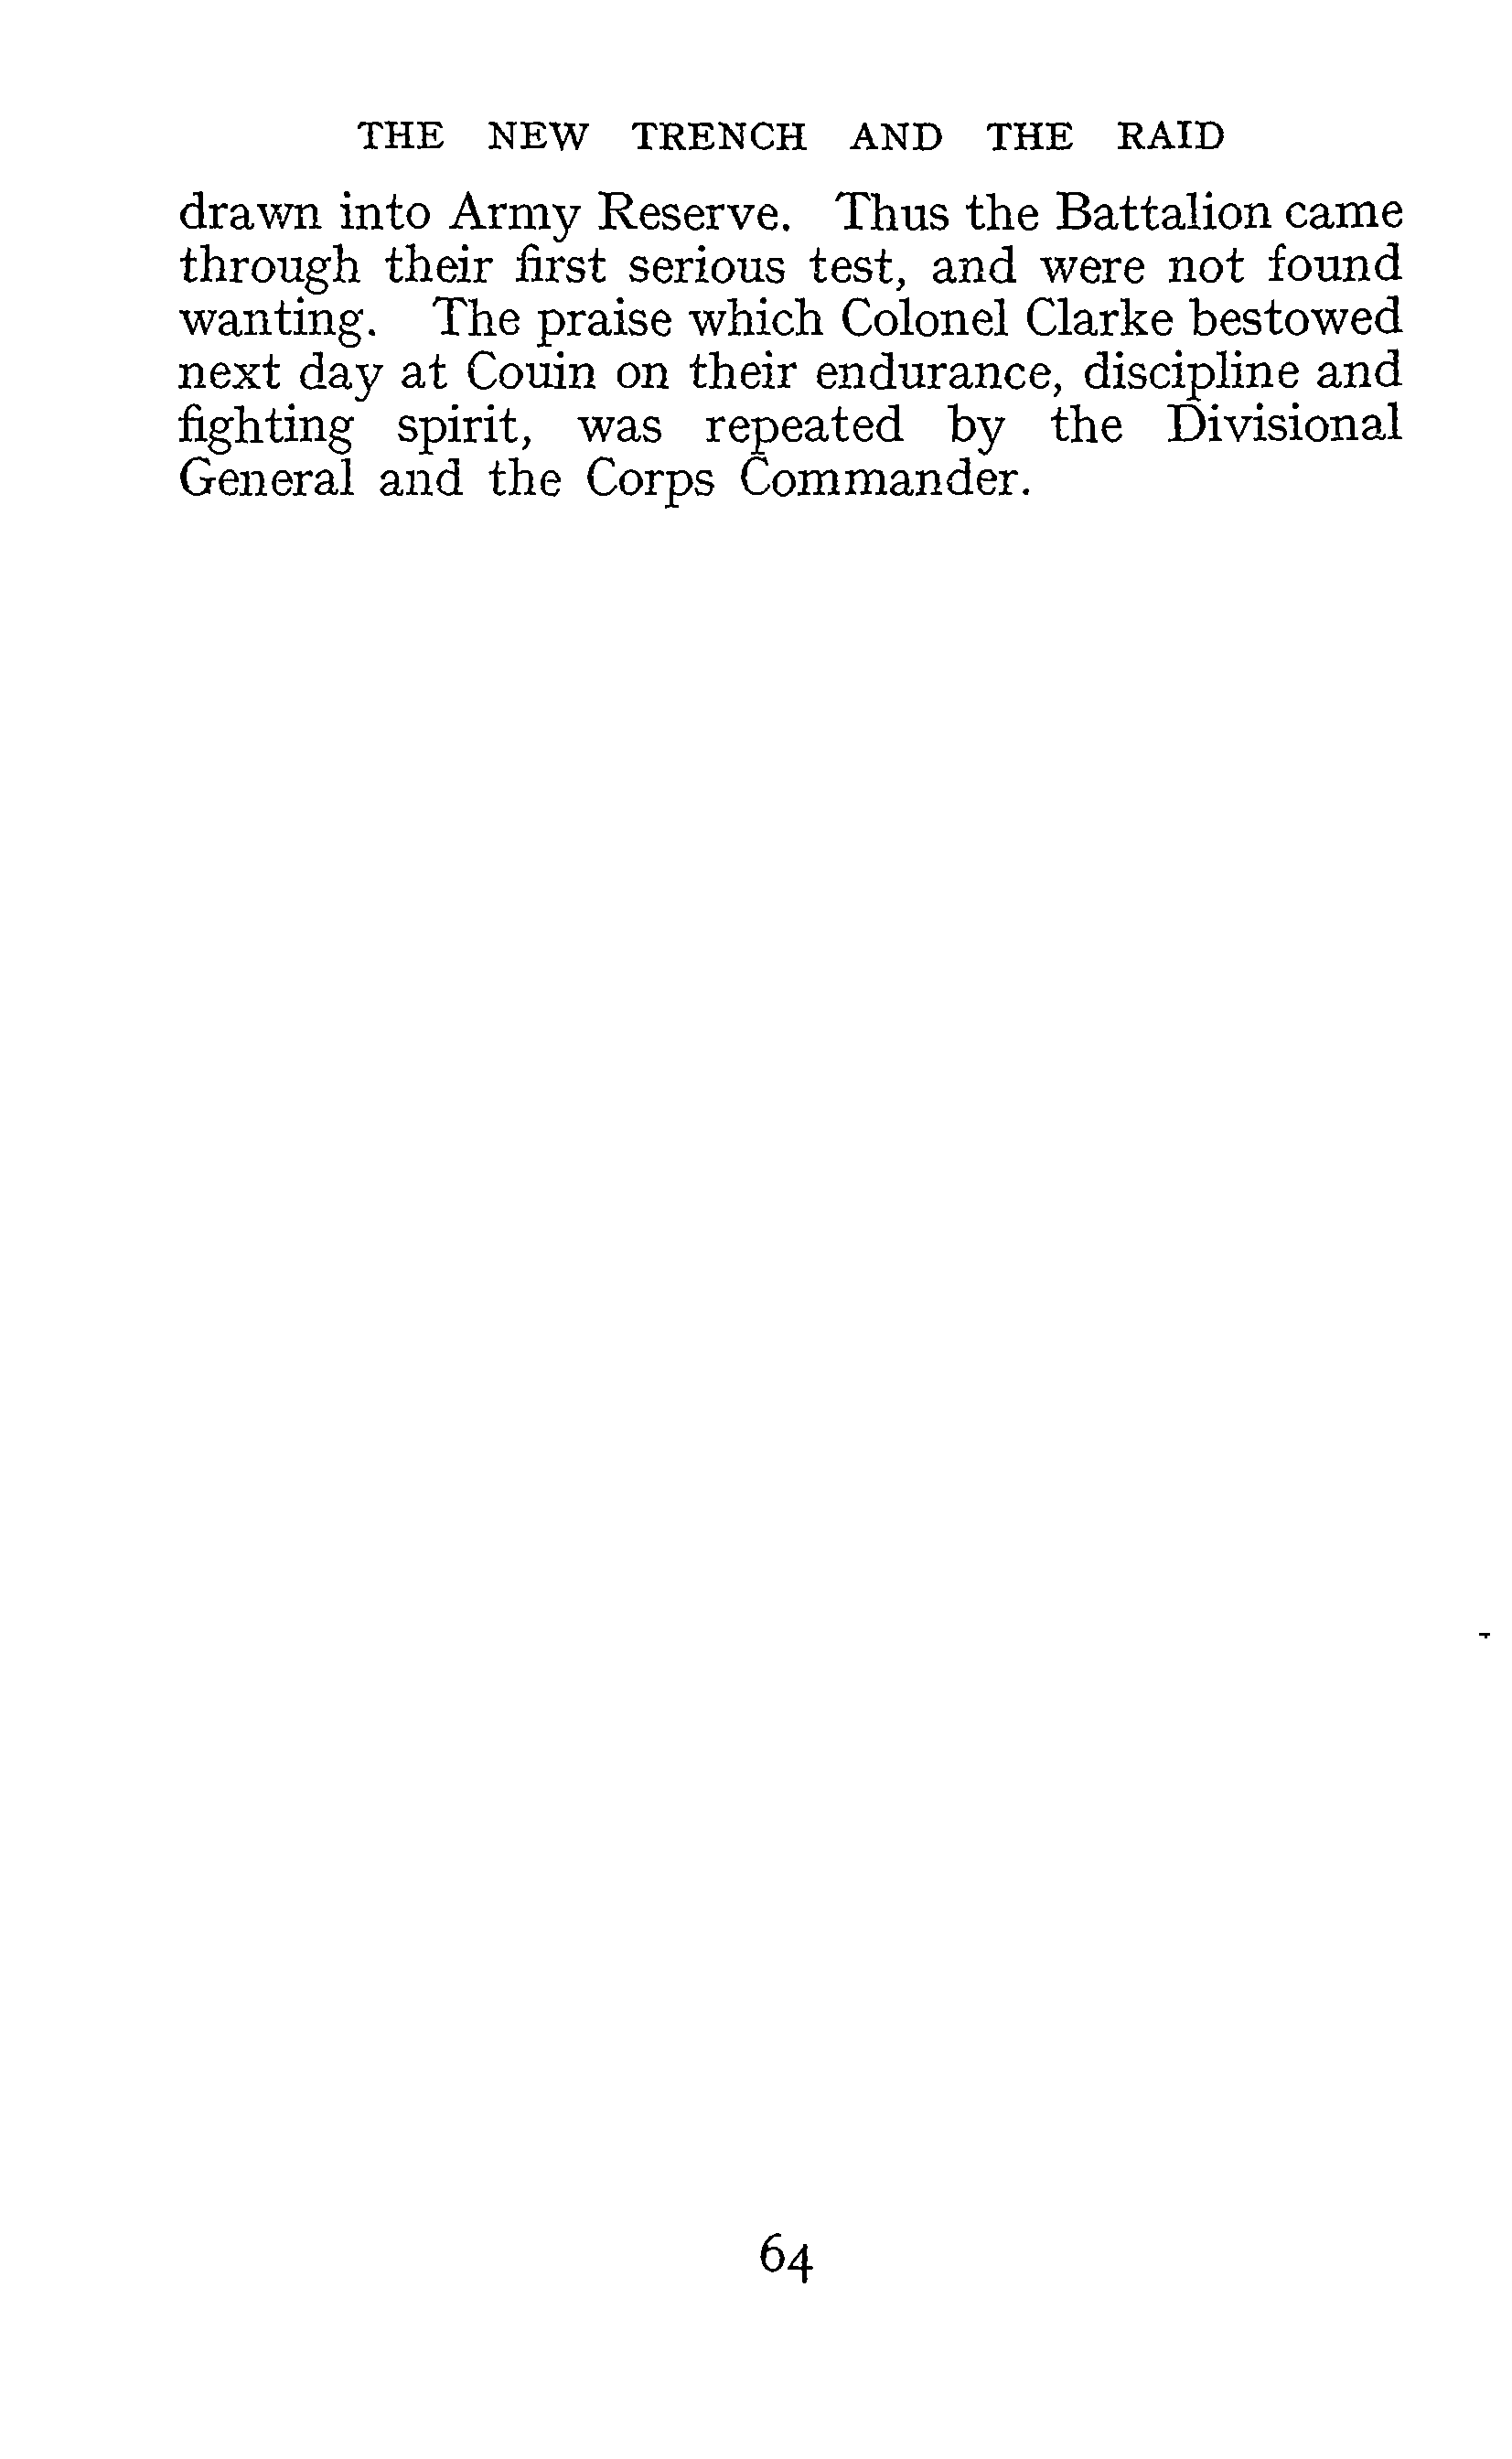 THE NEW TRENCH AND THE RAID
drawn into Army Reserve. Thus the Battalion came
through their first serious test, and were not found
wanting. The praise which Colonel Clarke bestowed
next day at Couin on their endurance, discipline and
fighting spirit, was repeated by the Divisional
General and the Corps Commander.
64